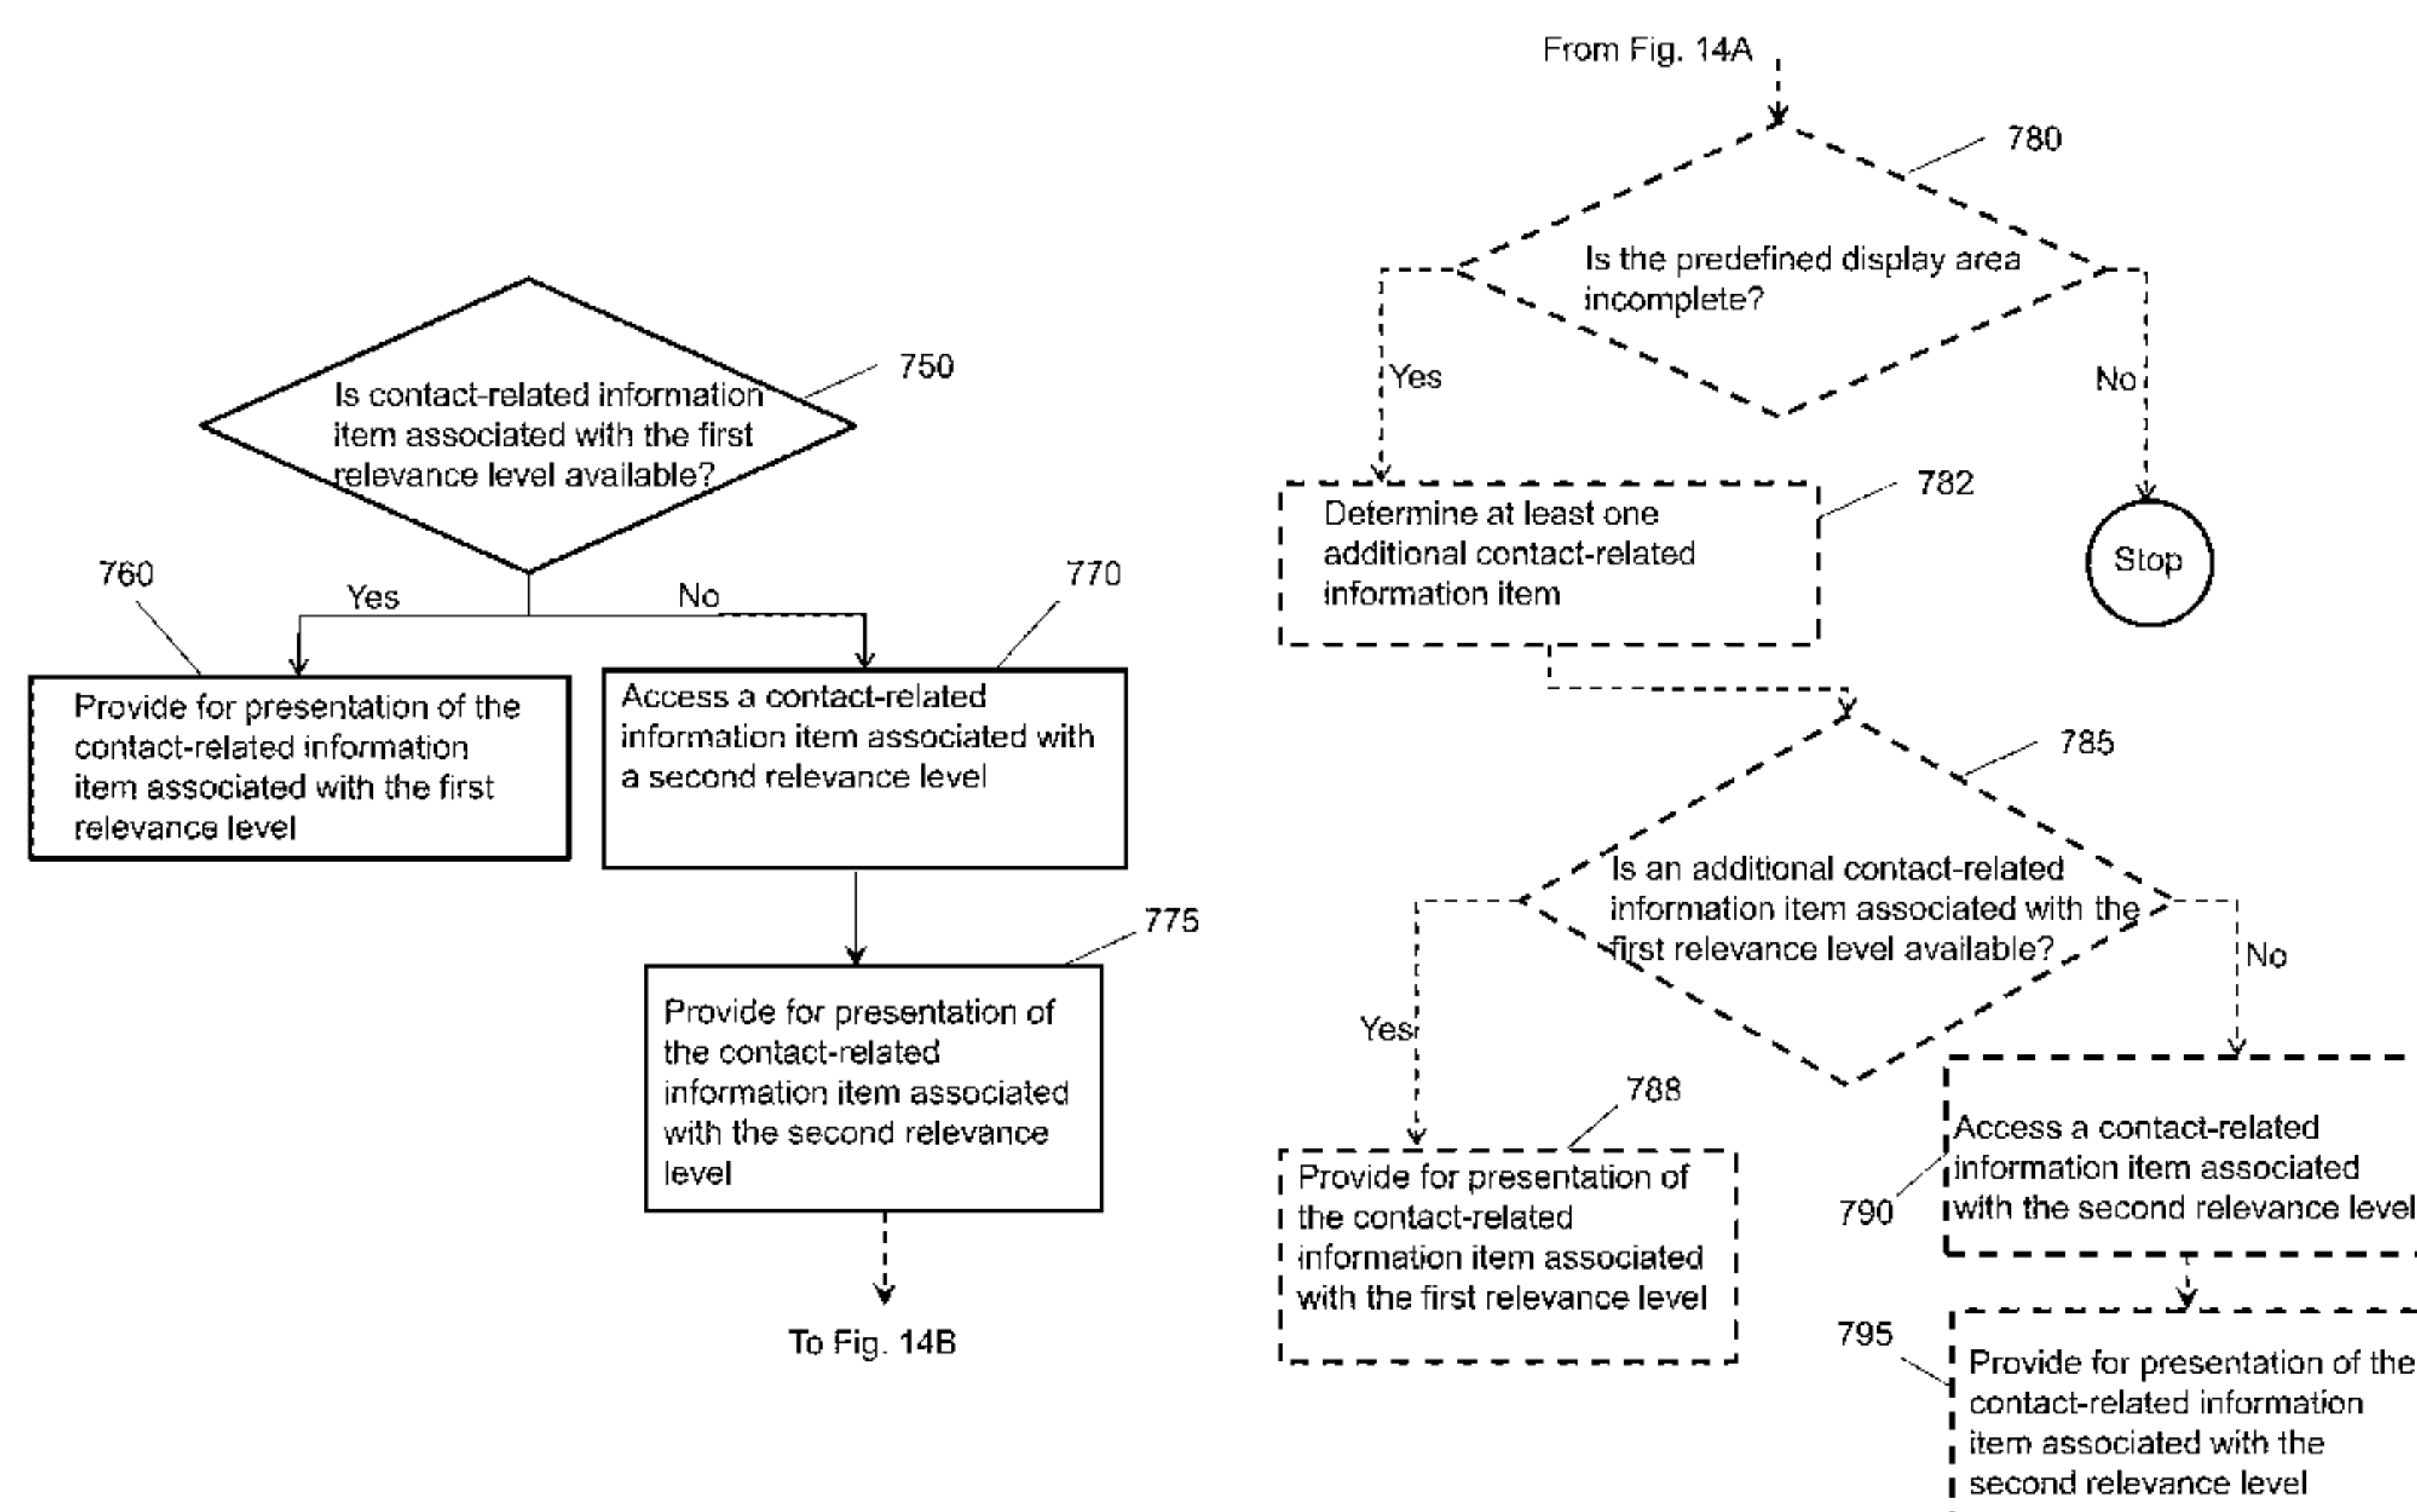 750
Is contact-related information
item associated with the first
relevance level available?
760
Yes
No
770
Provide for presentation of the
contact-related information
item associated with the first
relevance level
Access a contact-related
information item associated with
a second relevance level
775
Provide for presentation of
the contact-related
information item associated
with the second relevance
level
To Fig. 14B
From Fig. 14A
780
Is the predefined display area
incomplete?
Yes
No
782
Determine at least one
additional contact-related
information item
Stop
785
Is an additional contact-related
information item associated with the
first relevance level available?
Yes
No
788
Provide for presentation of
the contact-related
information item associated
with the first relevance level
790
Access a contact-related
information item associated
with the second relevance level
795
Provide for presentation of the
contact-related information
item associated with the
second relevance level